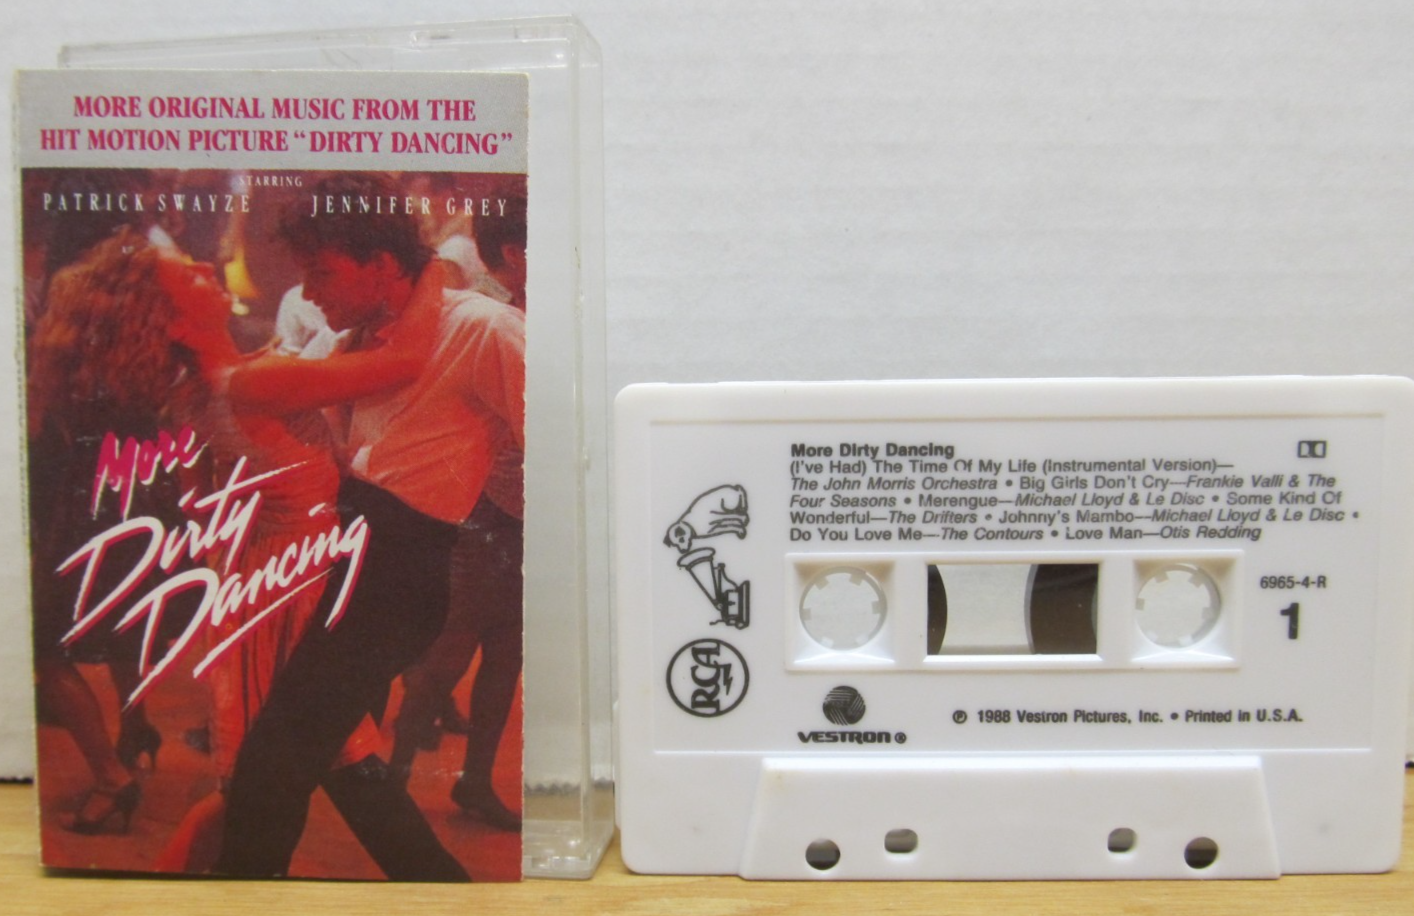 MORE ORIGINAL MUSIC FROM THE
HIT MOTION PICTURE “DIRTY DANCING”
STARRING
PATRICK SWAYZE JENNIFER GREY
More
Dirty
Dancing
More Dirty Dancing
(I've Had) The Time Of My Life (Instrumental Version)—
The John Morris Orchestra • Big Girls Don't Cry—Frankie Valli & The
Four Seasons • Merengue—Michael Lloyd & Le Disc • Some Kind Of
Wonderful—The Drifters • Johnny's Mambo—Michael Lloyd & Le Disc •
Do You Love Me—The Contours • Love Man—Otis Redding
6965-4-R
1
RCA
VESTRON ®
℗ 1988 Vestron Pictures, Inc. • Printed in U.S.A.